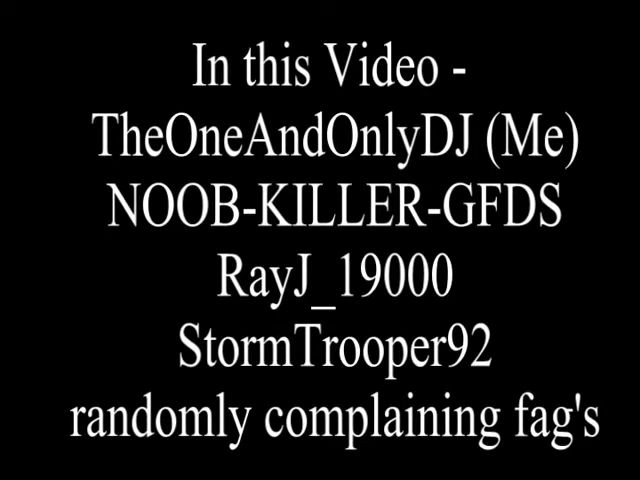 In this Video -
TheOneAndOnlyDJ (Me)
NOOB-KILLER-GFDS
RayJ_19000
StormTrooper92
randomly complaining fag's